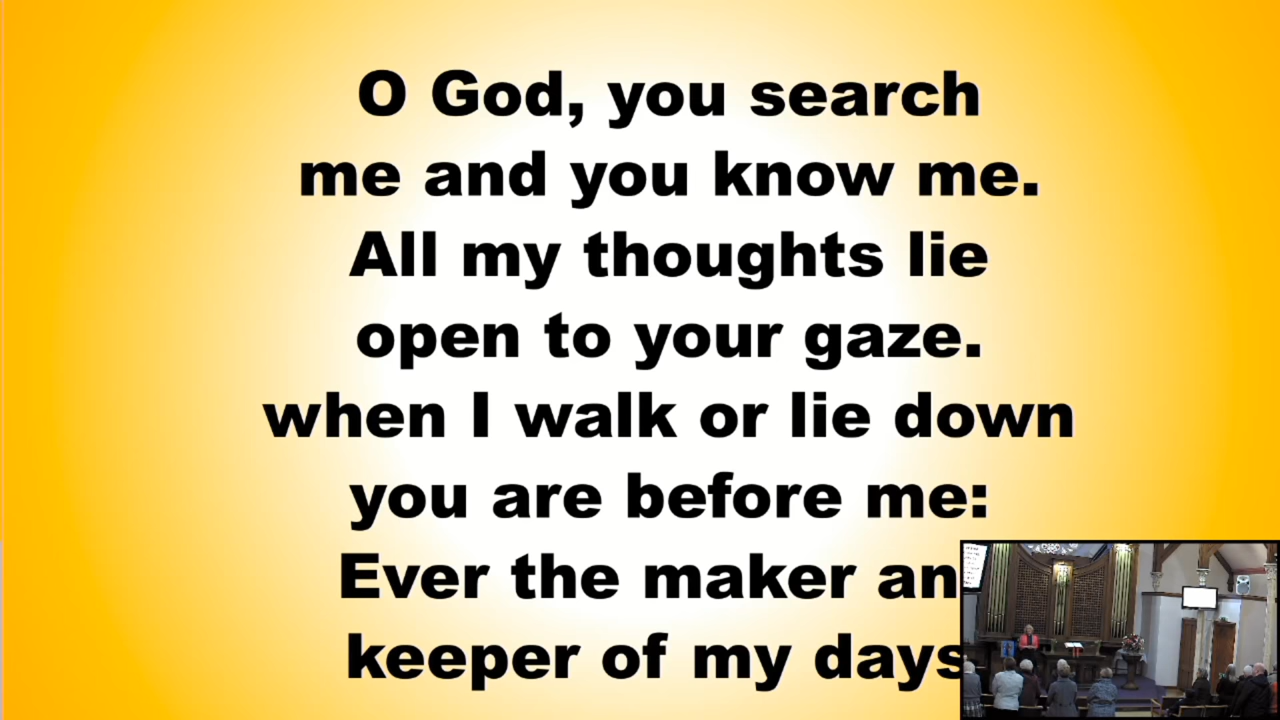 O God, you search
me and you know me.
All my thoughts lie
open to your gaze.
when I walk or lie down
you are before me:
Ever the maker an
keeper of my days